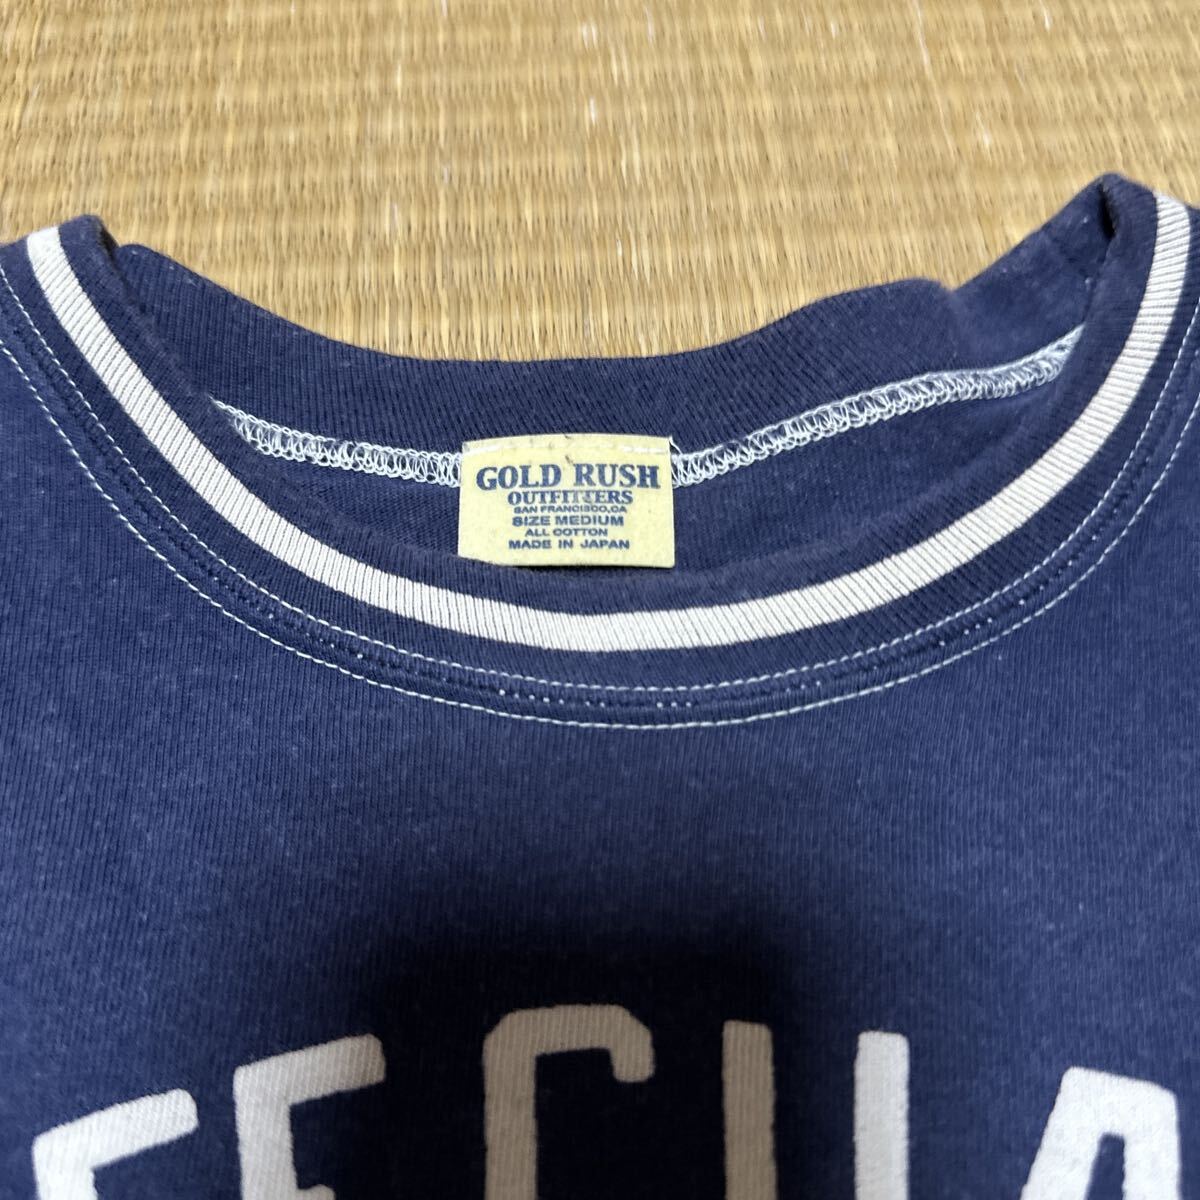 GOLD RUSH
OUTFITTERS
SAN FRANCISCO,CA
SIZE MEDIUM
ALL COTTON
MADE IN JAPAN